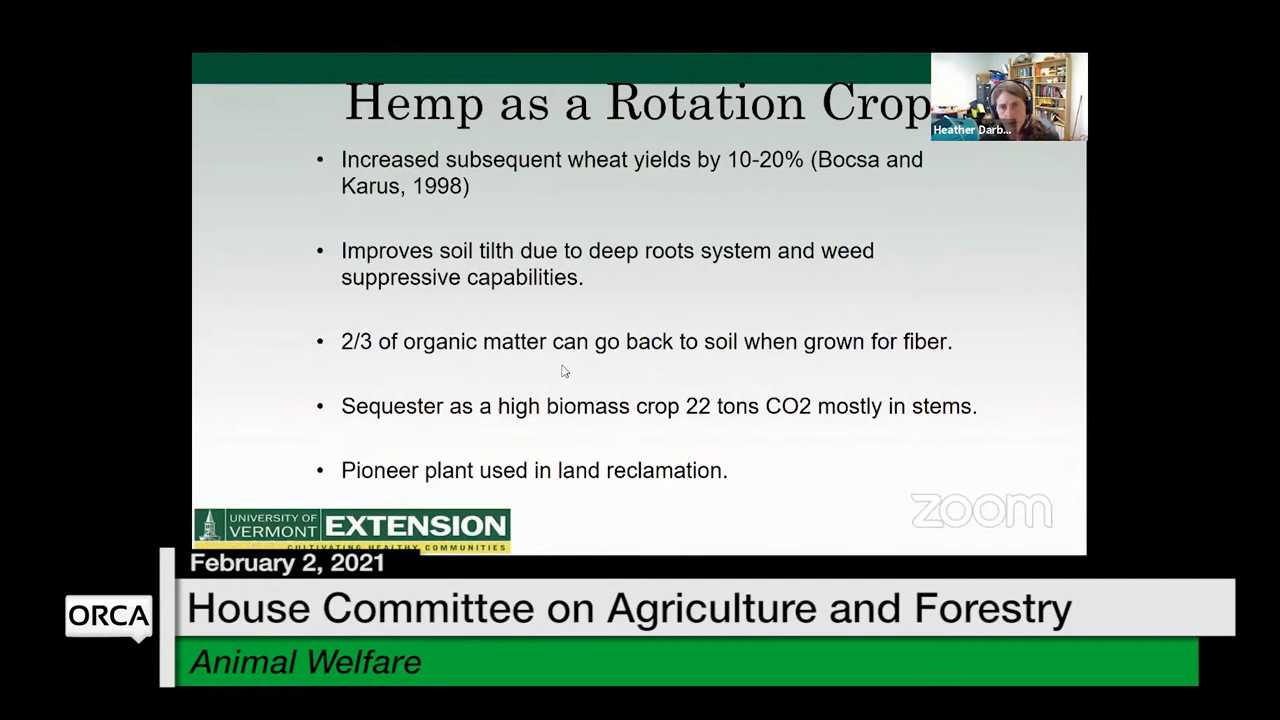 Hemp as a Rotation Crop
Heather Darb...
• Increased subsequent wheat yields by 10-20% (Bocsa and
Karus, 1998)
• Improves soil tilth due to deep roots system and weed
suppressive capabilities.
• 2/3 of organic matter can go back to soil when grown for fiber.
• Sequester as a high biomass crop 22 tons CO2 mostly in stems.
• Pioneer plant used in land reclamation.
zoom
UNIVERSITY OF
VERMONT
EXTENSION
CULTIVATING HEALTHY COMMUNITIES
February 2, 2021
ORCA
House Committee on Agriculture and Forestry
Animal Welfare